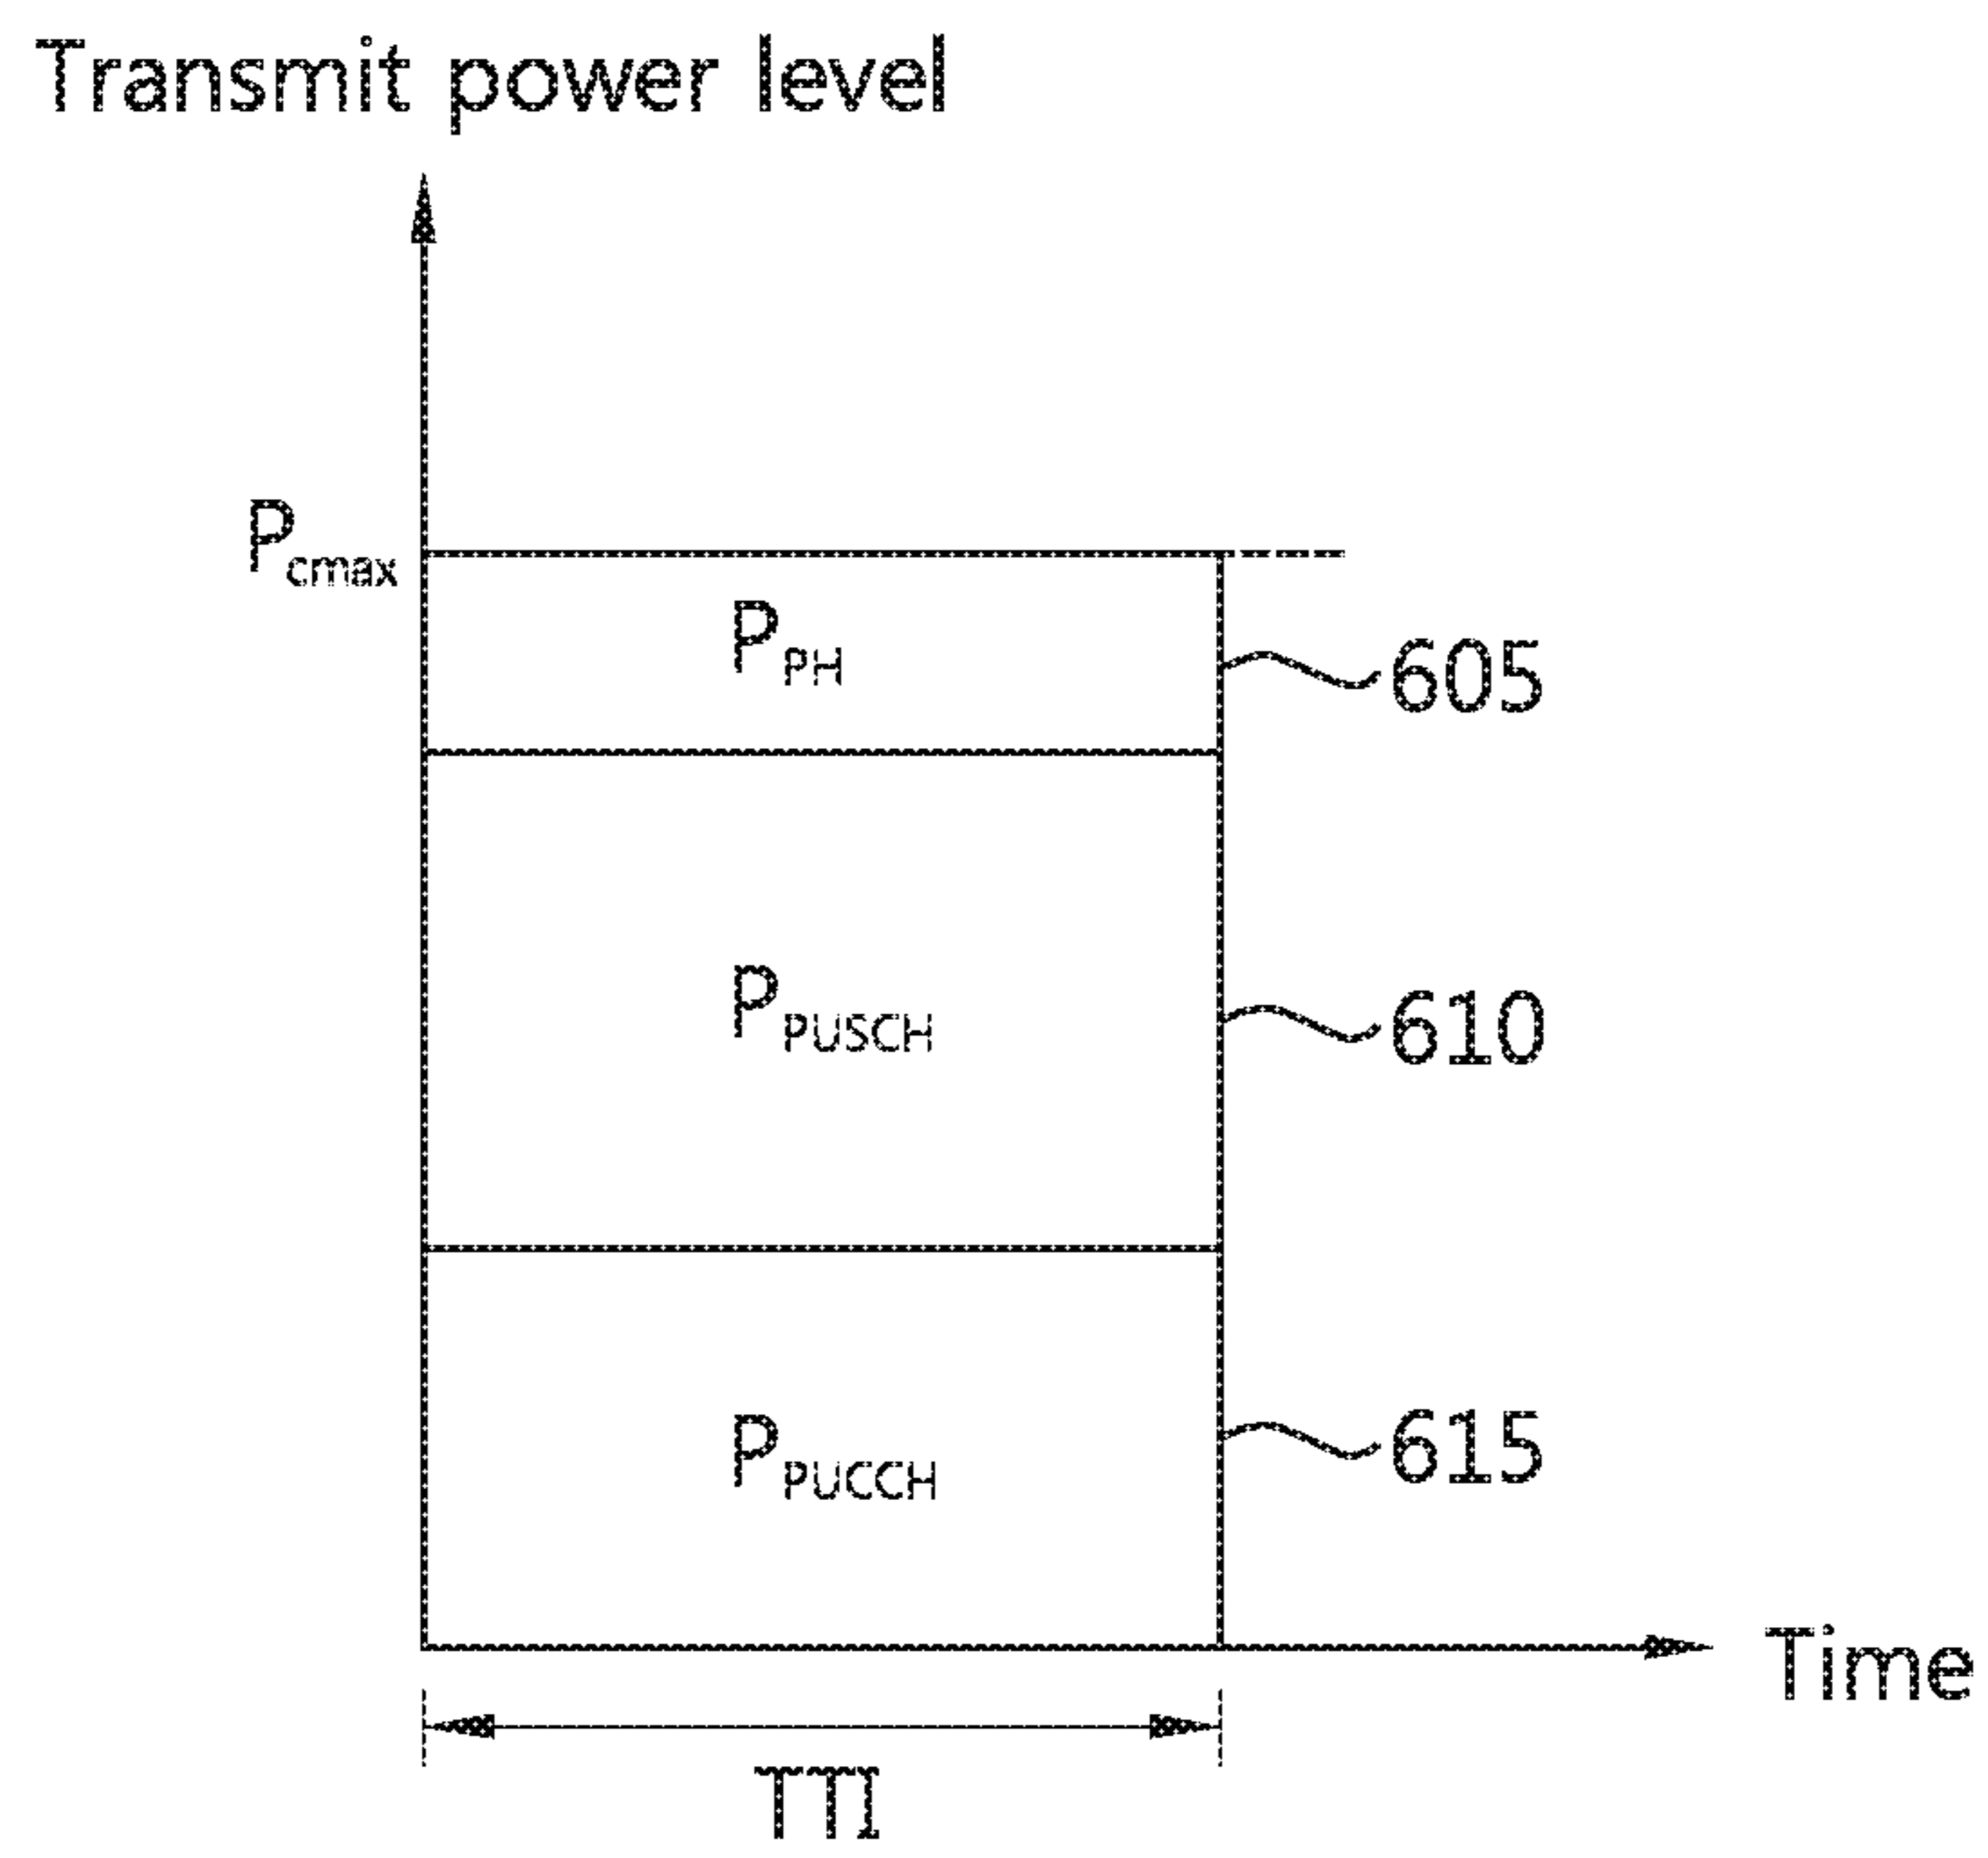 Transmit power level
Pcmax
PPH
605
PPUSCH
610
PPUCCH
615
Time
TTI